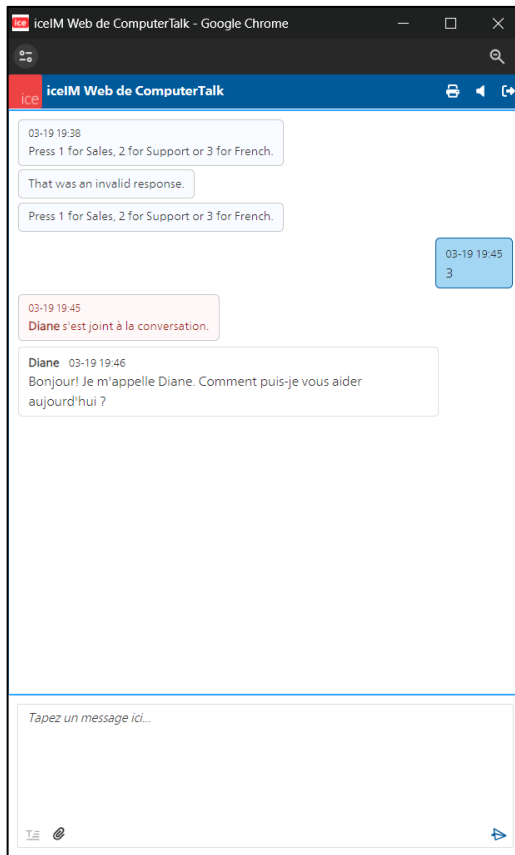 ice iceIM Web de ComputerTalk - Google Chrome
ice iceIM Web de ComputerTalk
03-19 19:38
Press 1 for Sales, 2 for Support or 3 for French.
That was an invalid response.
Press 1 for Sales, 2 for Support or 3 for French.
03-19 19:45
3
03-19 19:45
Diane s'est joint à la conversation.
Diane 03-19 19:46
Bonjour! Je m'appelle Diane. Comment puis-je vous aider
aujourd'hui ?
Tapez un message ici...